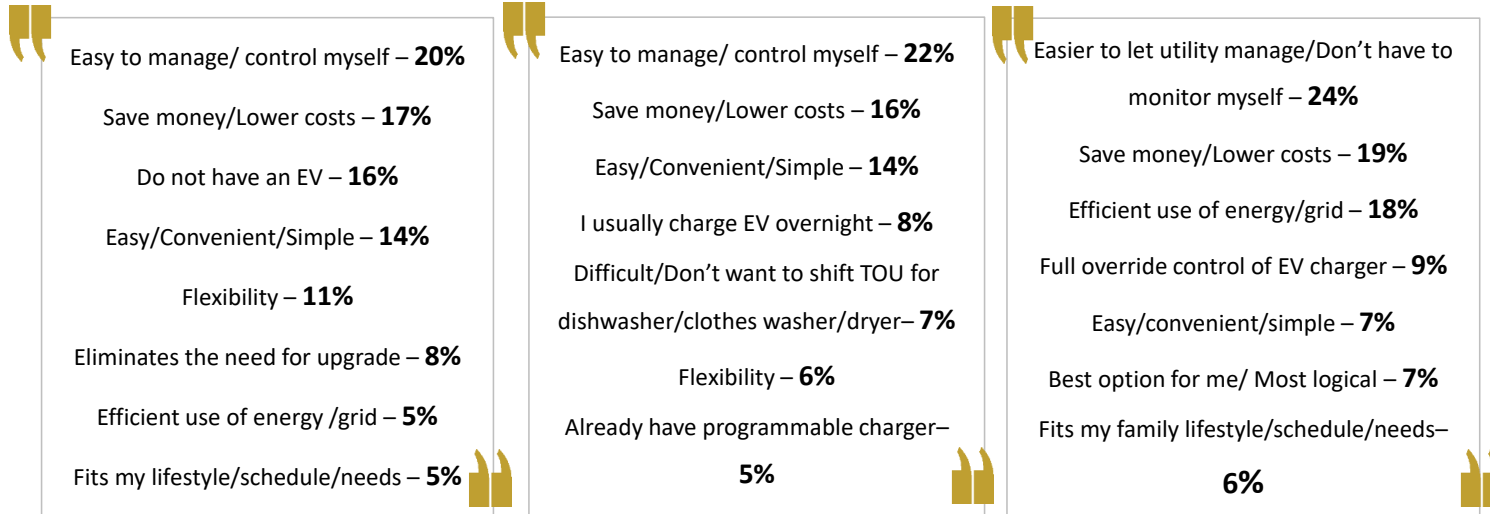 Easy to manage/ control myself – 20%
Save money/Lower costs – 17%
Do not have an EV – 16%
Easy/Convenient/Simple – 14%
Flexibility – 11%
Eliminates the need for upgrade – 8%
Efficient use of energy /grid – 5%
Fits my lifestyle/schedule/needs – 5%
Easy to manage/ control myself – 22%
Save money/Lower costs – 16%
Easy/Convenient/Simple – 14%
I usually charge EV overnight – 8%
Difficult/Don’t want to shift TOU for
dishwasher/clothes washer/dryer– 7%
Flexibility – 6%
Already have programmable charger–
5%
Easier to let utility manage/Don’t have to
monitor myself – 24%
Save money/Lower costs – 19%
Efficient use of energy/grid – 18%
Full override control of EV charger – 9%
Easy/convenient/simple – 7%
Best option for me/ Most logical – 7%
Fits my family lifestyle/schedule/needs–
6%